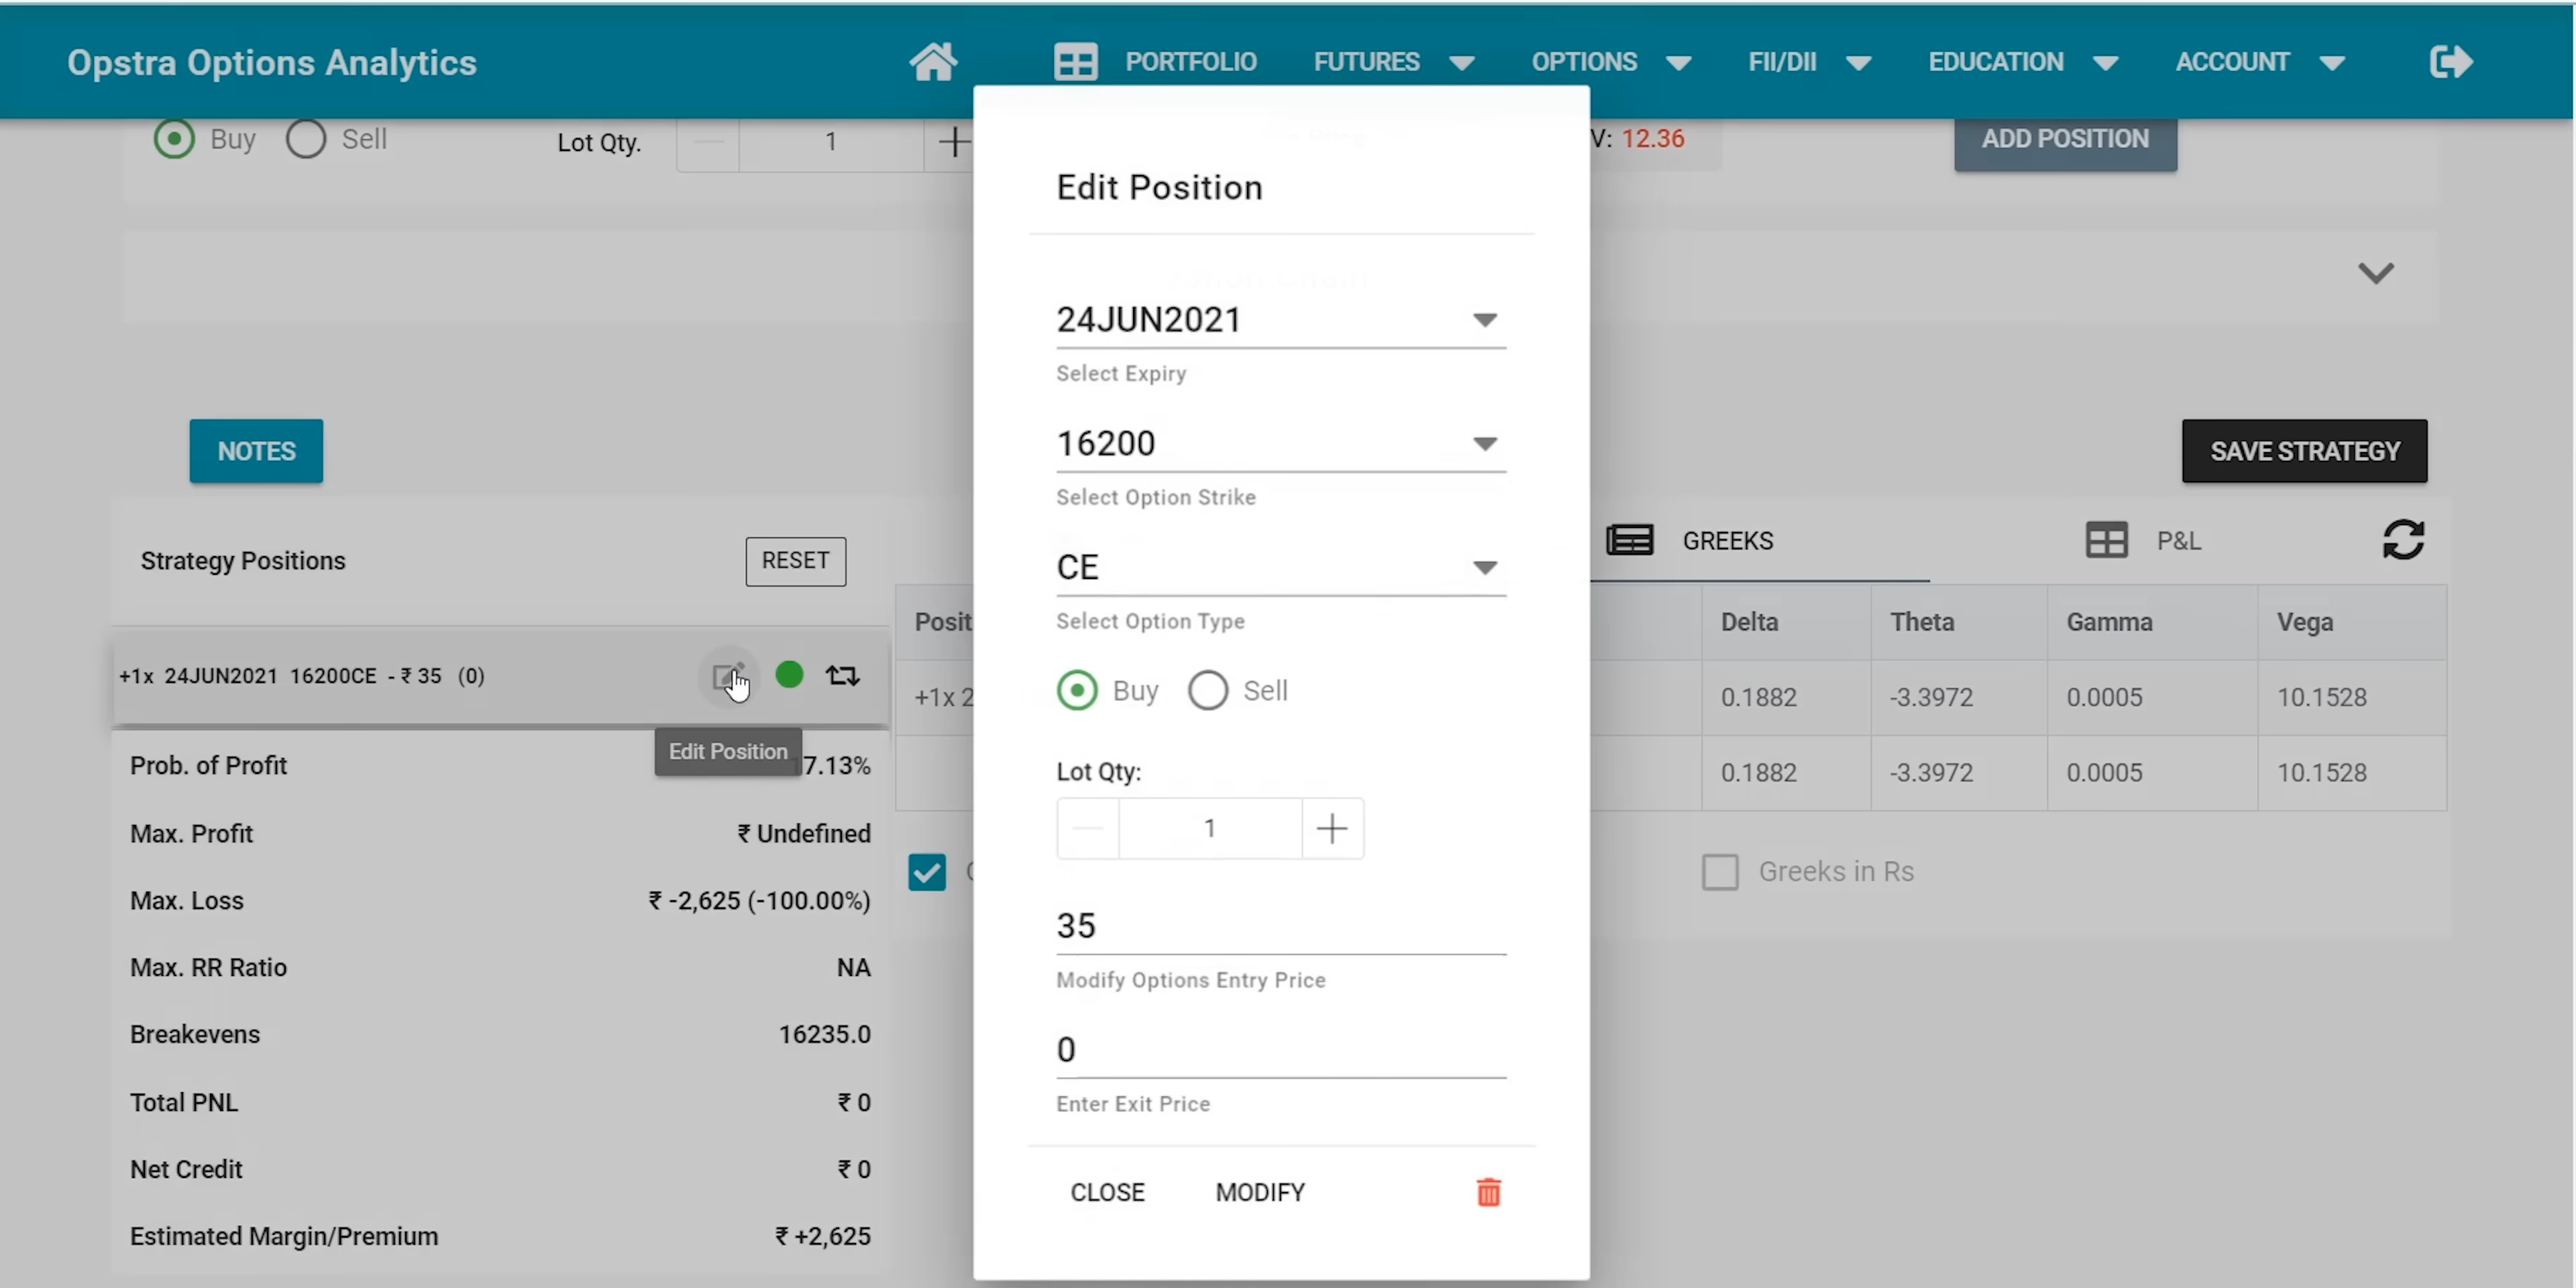 Opstra Options Analytics
PORTFOLIO
FUTURES
OPTIONS
FII/DII
EDUCATION
ACCOUNT
Buy
Sell
Lot Qty.
1
V: 12.36
ADD POSITION
NOTES
SAVE STRATEGY
Strategy Positions
RESET
+1x 24JUN2021 16200CE - ₹ 35 (0)
Edit Position
Prob. of Profit
7.13%
Max. Profit
₹ Undefined
Max. Loss
₹ -2,625 (-100.00%)
Max. RR Ratio
NA
Breakevens
16235.0
Total PNL
₹ 0
Net Credit
₹ 0
Estimated Margin/Premium
₹ +2,625
Edit Position
24JUN2021
Select Expiry
16200
Select Option Strike
CE
Select Option Type
Buy
Sell
Lot Qty:
1
35
Modify Options Entry Price
0
Enter Exit Price
CLOSE
MODIFY
GREEKS
P&L
Posit
Delta
Theta
Gamma
Vega
+1x 2
0.1882
-3.3972
0.0005
10.1528
0.1882
-3.3972
0.0005
10.1528
Greeks in Rs